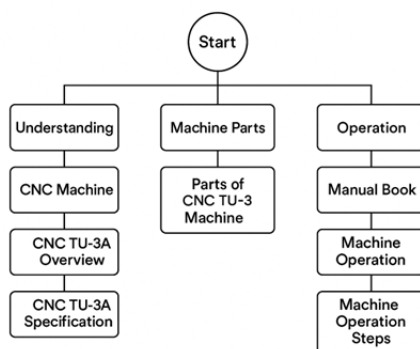 Start
Understanding
Machine Parts
Operation
CNC Machine
Parts of
CNC TU-3
Machine
Manual Book
CNC TU-3A
Overview
Machine
Operation
CNC TU-3A
Specification
Machine
Operation
Steps